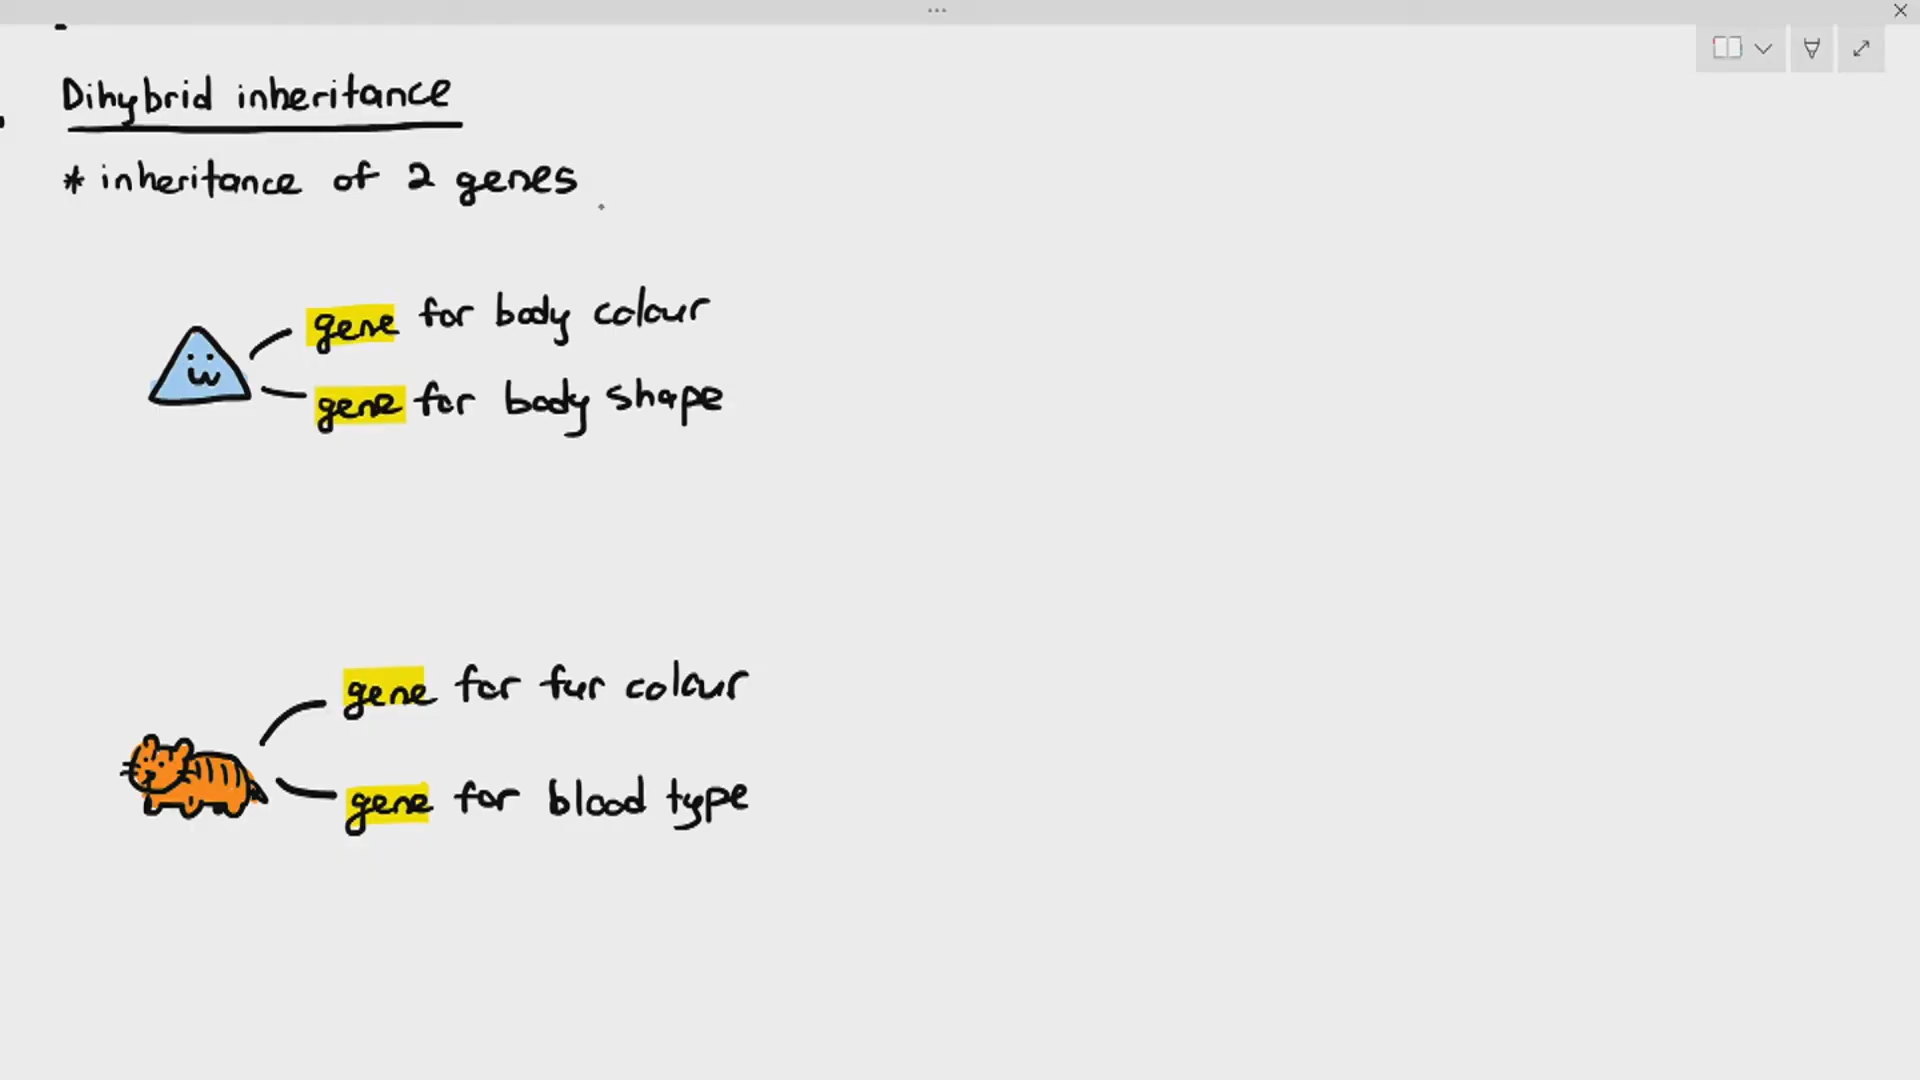 Dihybrid inheritance
* inheritance of 2 genes
gene for body colour
gene for body shape
gene for fur colour
gene for blood type